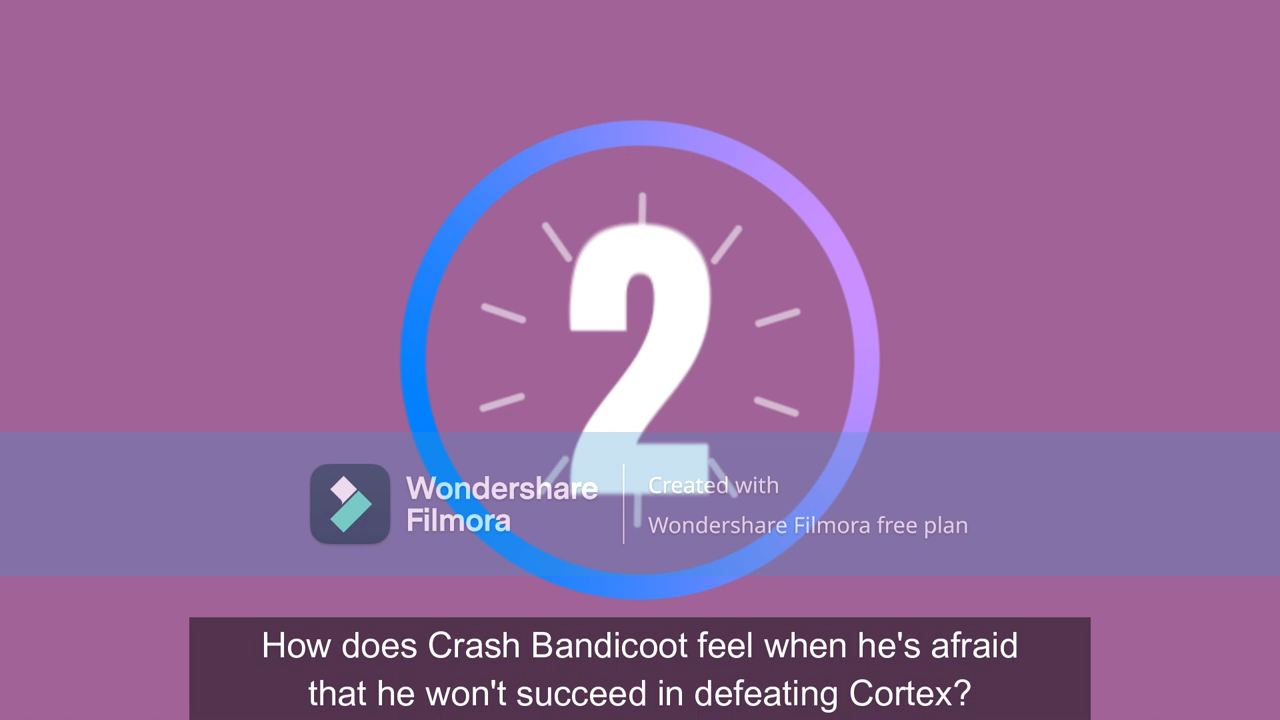 2
Wondershare
Filmora
Created with
Wondershare Filmora free plan
How does Crash Bandicoot feel when he's afraid
that he won't succeed in defeating Cortex?